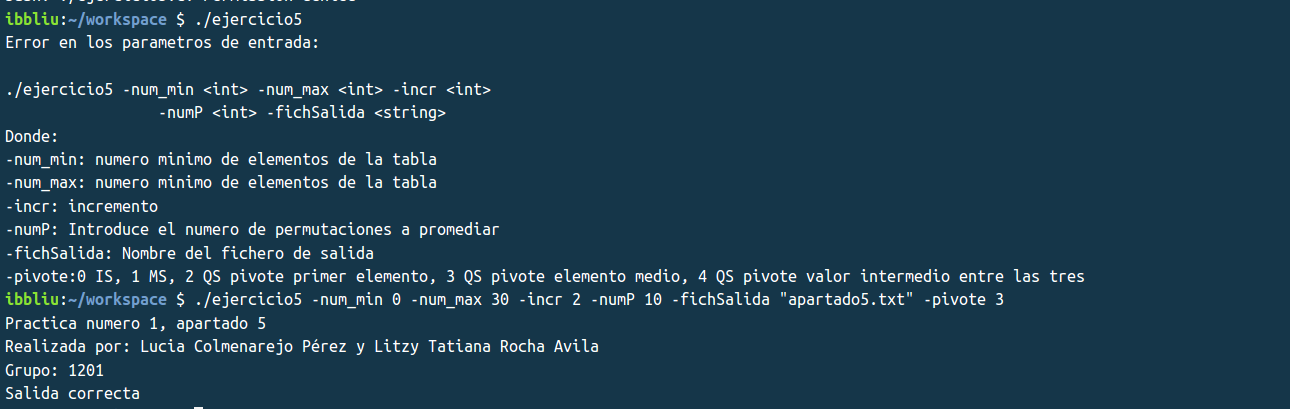 ibbliu:~/workspace $ ./ejercicio5
Error en los parametros de entrada:
./ejercicio5 -num_min <int> -num_max <int> -incr <int>
-numP <int> -fichSalida <string>
Donde:
-num_min: numero minimo de elementos de la tabla
-num_max: numero minimo de elementos de la tabla
-incr: incremento
-numP: Introduce el numero de permutaciones a promediar
-fichSalida: Nombre del fichero de salida
-pivote:0 IS, 1 MS, 2 QS pivote primer elemento, 3 QS pivote elemento medio, 4 QS pivote valor intermedio entre las tres
ibbliu:~/workspace $ ./ejercicio5 -num_min 0 -num_max 30 -incr 2 -numP 10 -fichSalida "apartado5.txt" -pivote 3
Practica numero 1, apartado 5
Realizada por: Lucia Colmenarejo Pérez y Litzy Tatiana Rocha Avila
Grupo: 1201
Salida correcta